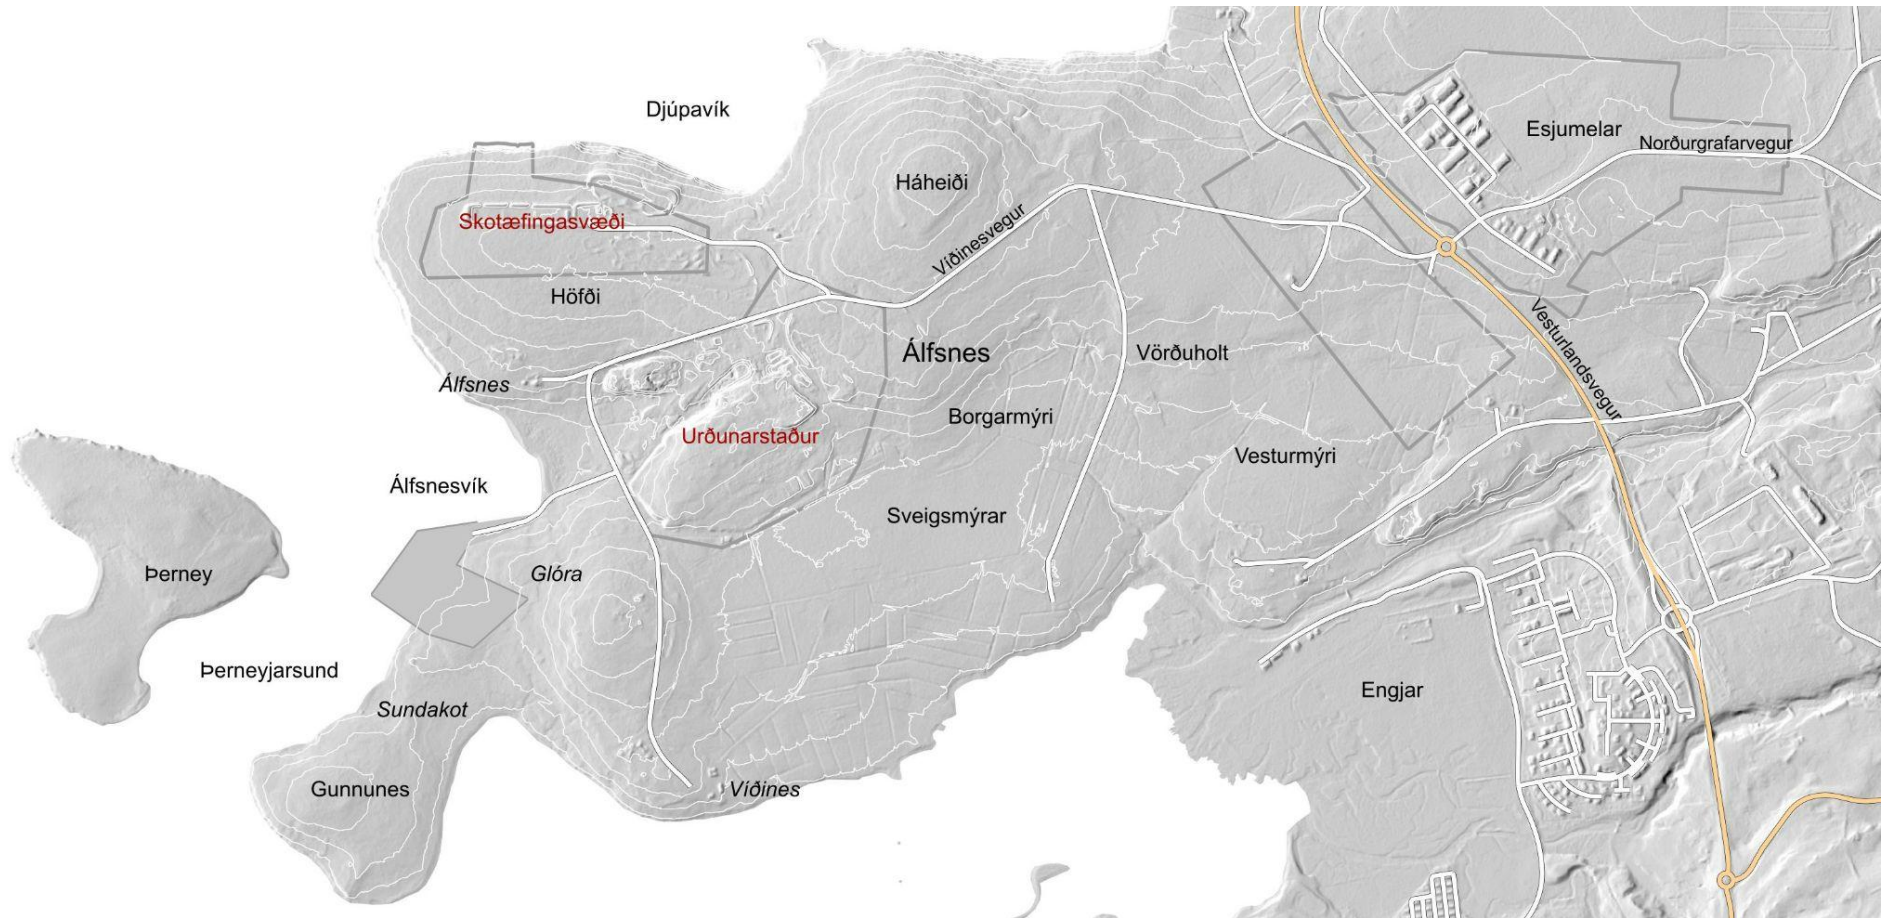 Djúpavík
Esjumelar
Norðurgrafarvegur
Háheiði
Skotæfingasvæði
Víðinesvegur
Höfði
Vesturlandsvegur
Álfsnes
Vörðuholt
Álfsnes
Borgarmýri
Urðunarstaður
Vesturmýri
Álfsnesvík
Sveigsmýrar
Þerney
Glóra
Þerneyjarsund
Engjar
Sundakot
Gunnunes
Víðines